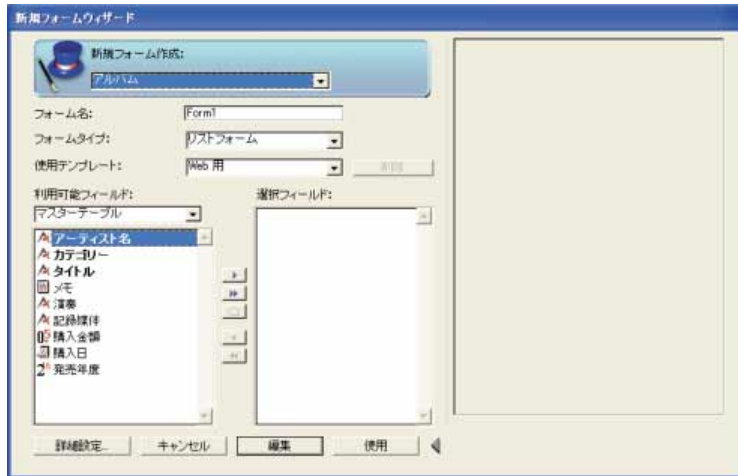 新規フォームウィザード
新規フォーム作成:
アルバム
フォーム名:
Form1
フォームタイプ:
リストフォーム
使用テンプレート:
Web 用
削除
利用可能フィールド:
マスターテーブル
アーティスト名
カテゴリー
タイトル
メモ
演奏
記録媒体
購入金額
購入日
発売年度
選択フィールド:
詳細設定...
キャンセル
編集
使用